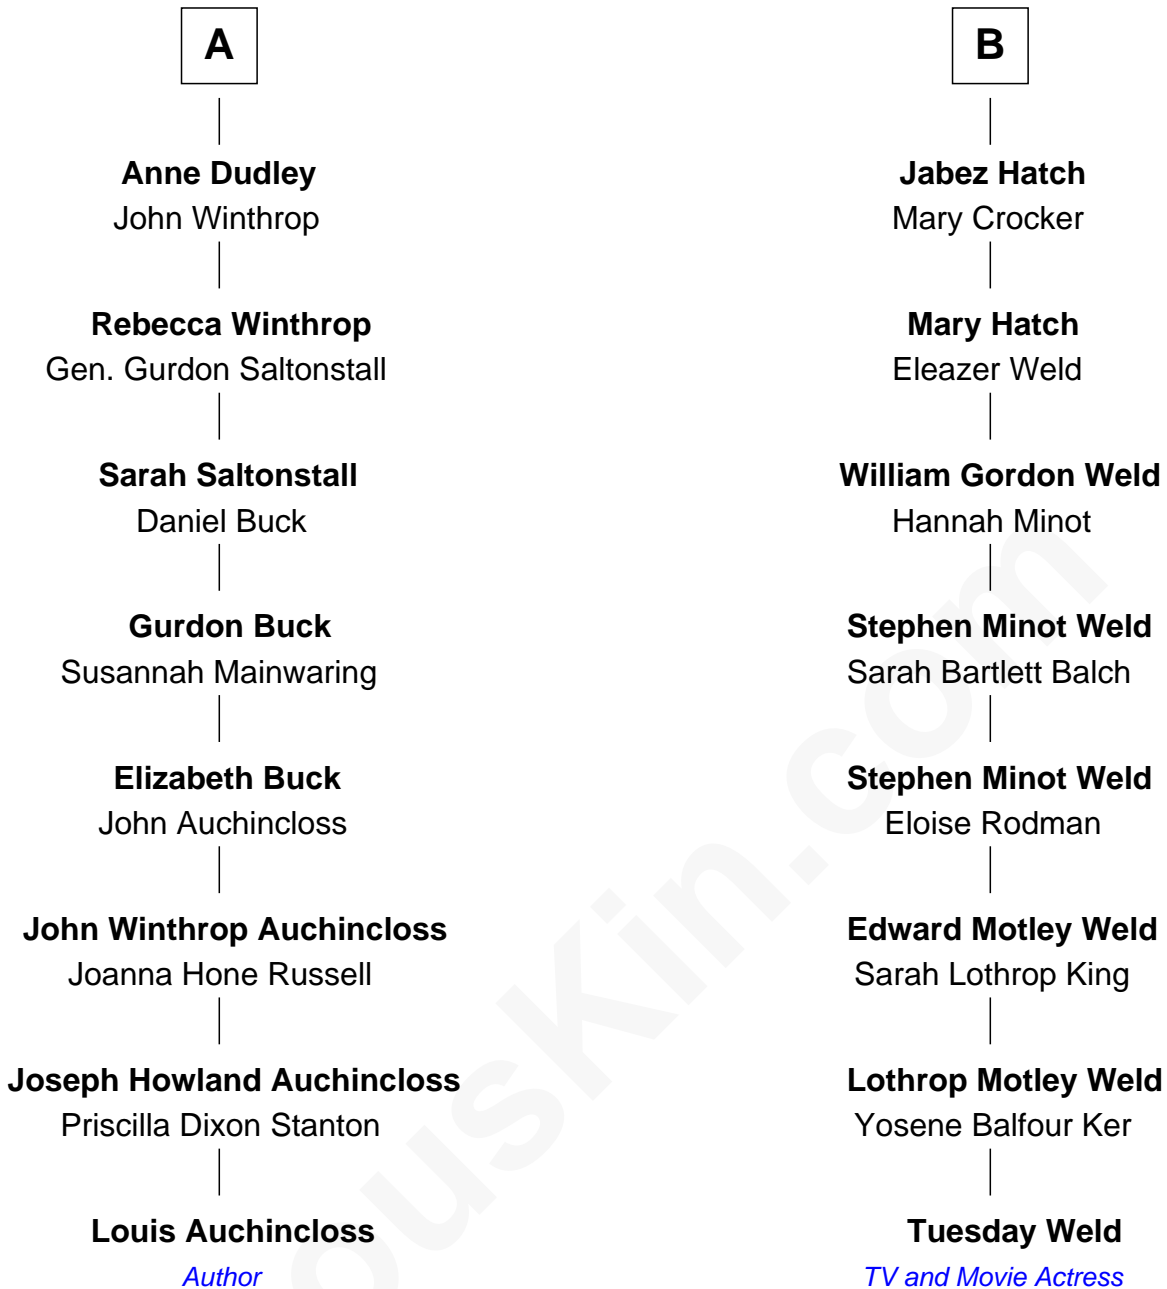 A
Anne Dudley
John Winthrop
Rebecca Winthrop
Gen. Gurdon Saltonstall
Sarah Saltonstall
Daniel Buck
Gurdon Buck
Susannah Mainwaring
Elizabeth Buck
John Auchincloss
John Winthrop Auchincloss
Joanna Hone Russell
Joseph Howland Auchincloss
Priscilla Dixon Stanton
Louis Auchincloss
Author
B
Jabez Hatch
Mary Crocker
Mary Hatch
Eleazer Weld
William Gordon Weld
Hannah Minot
Stephen Minot Weld
Sarah Bartlett Balch
Stephen Minot Weld
Eloise Rodman
Edward Motley Weld
Sarah Lothrop King
Lothrop Motley Weld
Yosene Balfour Ker
Tuesday Weld
TV and Movie Actress
ousKin.com